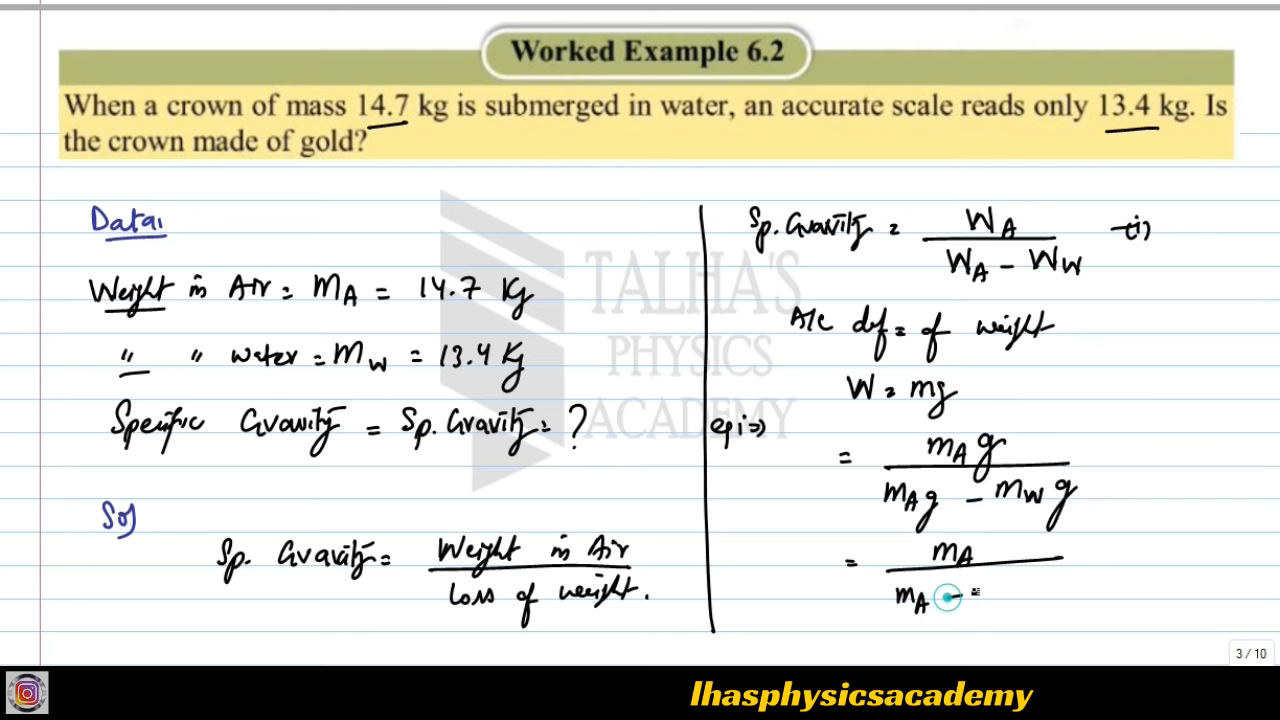 Worked Example 6.2
When a crown of mass 14.7 kg is submerged in water, an accurate scale reads only 13.4 kg. Is
the crown made of gold?
TALHA'S
PHYSICS
ACADEMY
Data:
Weight in Air = mA = 14.7 Kg
" " water = mw = 13.4 Kg
Specific Gravity = Sp. Gravity = ?
Sol
Sp. Gravity = Weight in Air
loss of weight.
Sp. Gravity = WA
WA - WW (i)
A/c def= of weight
W = mg
eq i =>
= mA g
mA g - mw g
= mA
mA -
3 / 10
lhasphysicsacademy